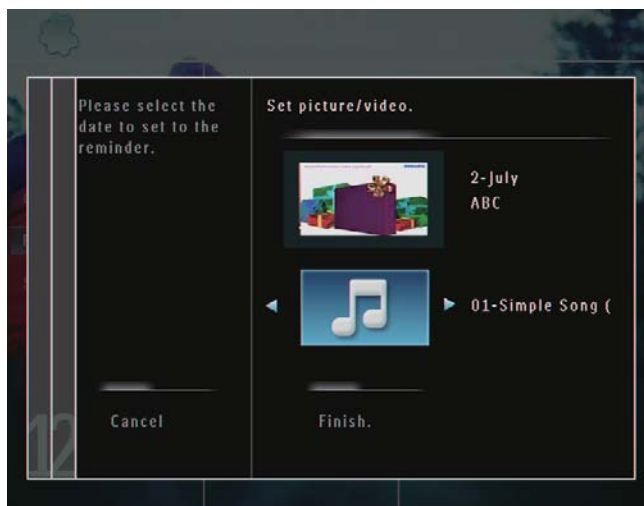 Please select the
date to set to the
reminder.
Set picture/video.
2-July
ABC
01-Simple Song (
Cancel
Finish.
12